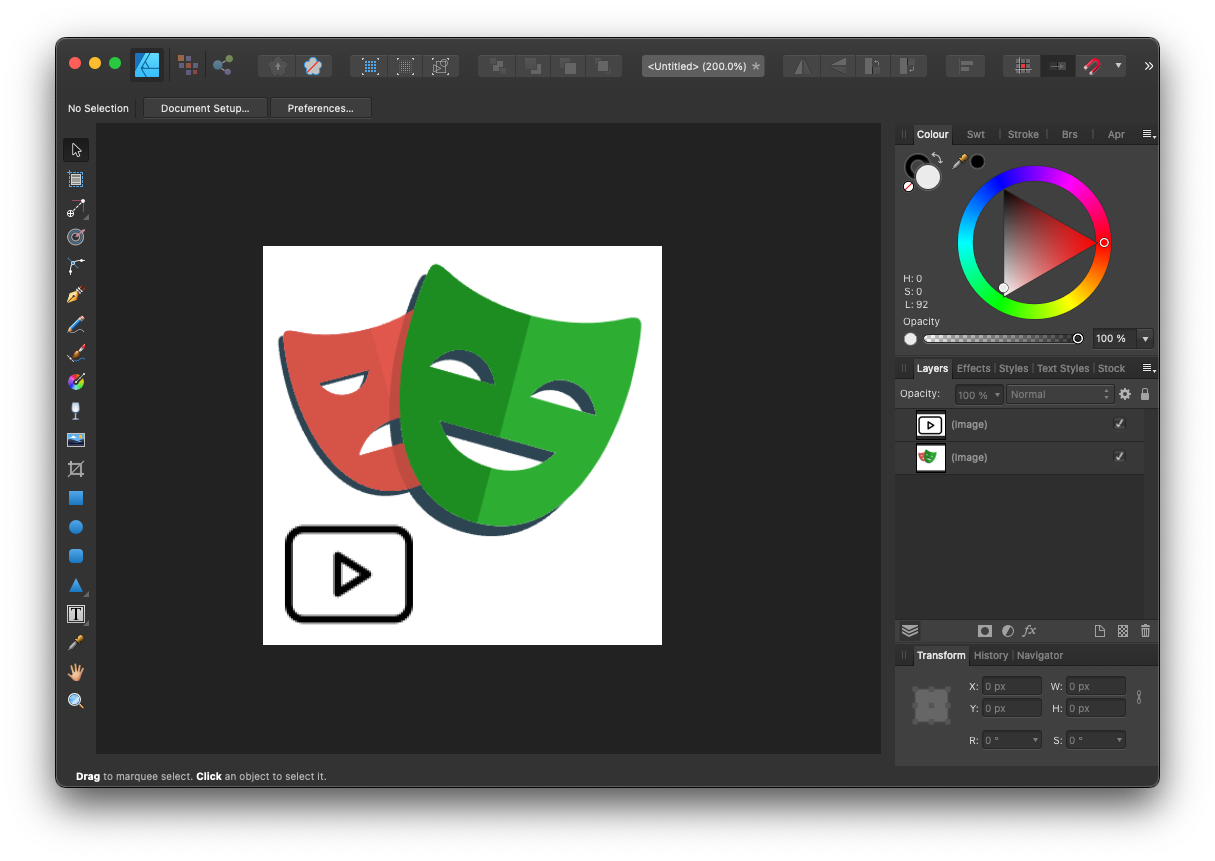 <Untitled> (200.0%) *
No Selection Document Setup... Preferences...
Colour Swt Stroke Brs Apr
H: 0
S: 0
L: 92
Opacity
100 %
Layers Effects Styles Text Styles Stock
Opacity: 100 % Normal
(Image)
(Image)
fx
Transform History Navigator
X: 0 px W: 0 px
Y: 0 px H: 0 px
R: 0 ° S: 0 °
T
Drag to marquee select. Click an object to select it.